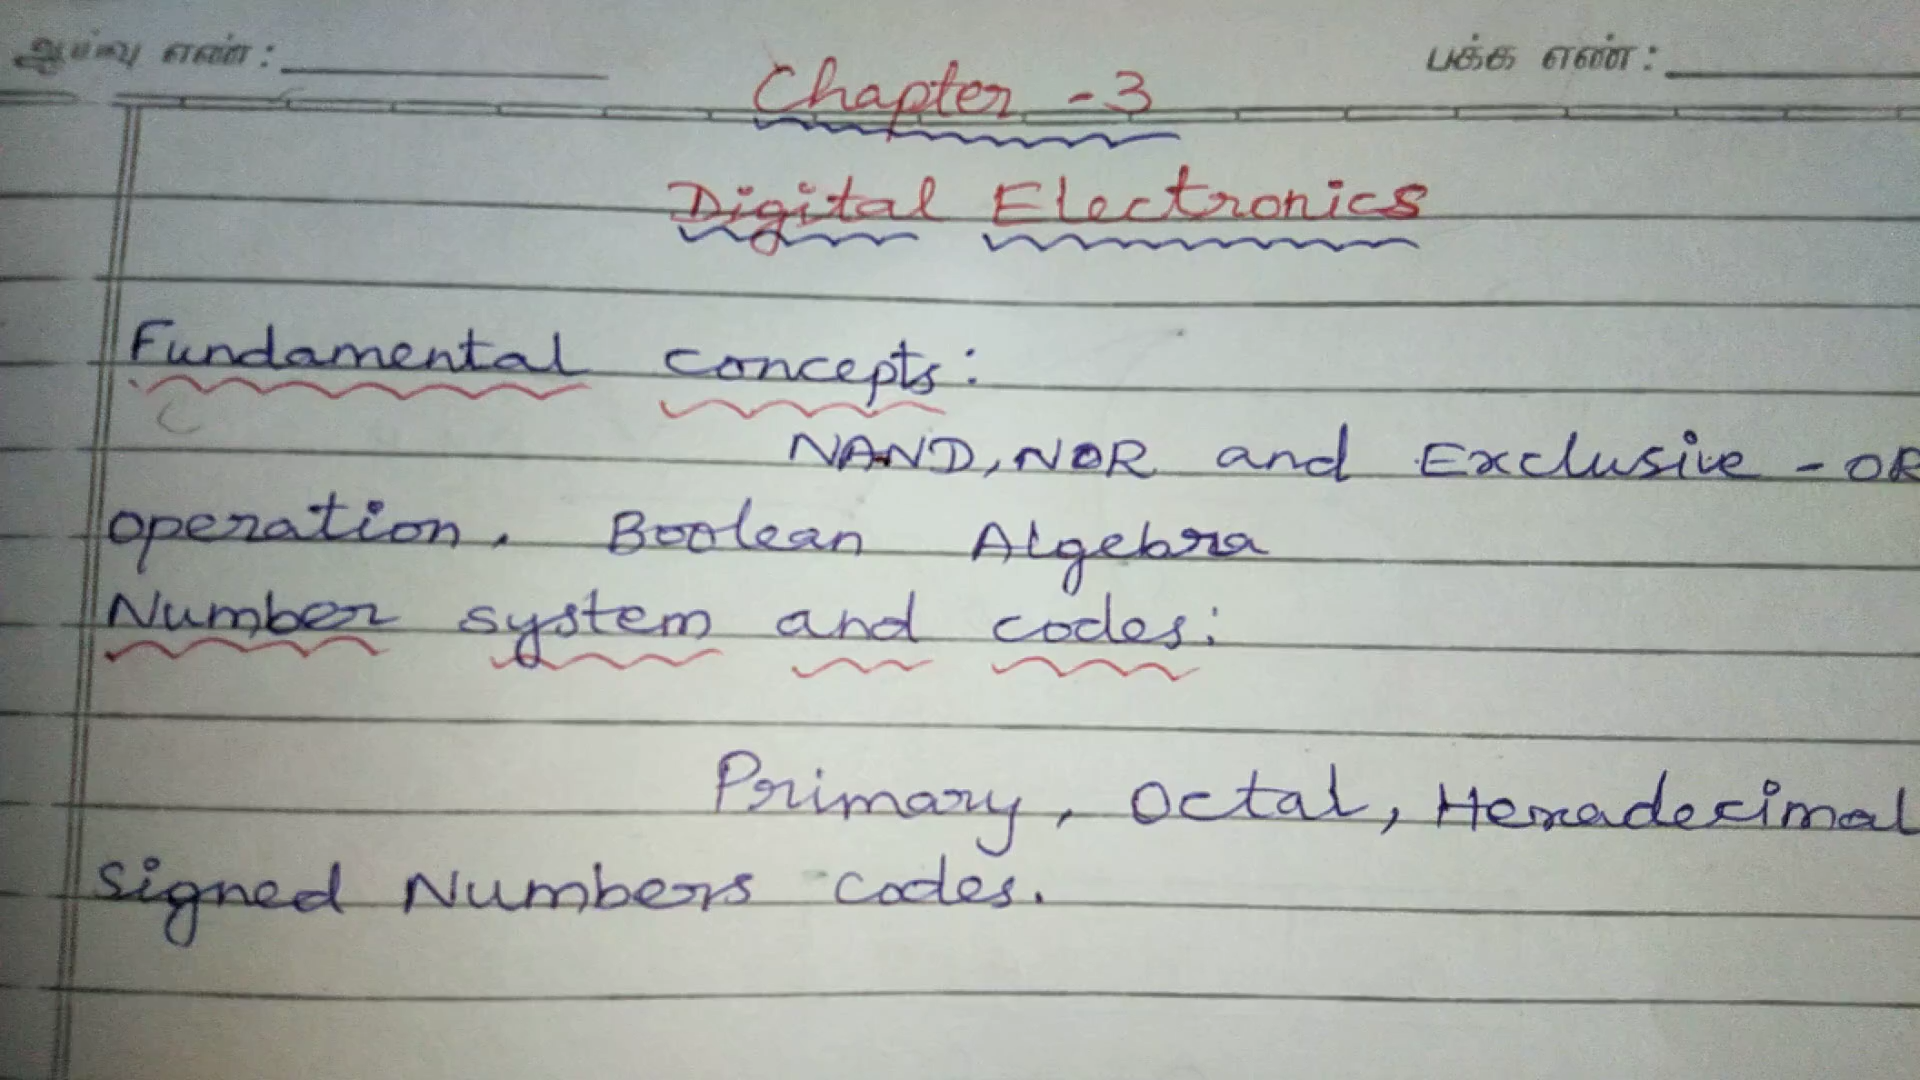 ஆய்வு எண் : பக்க எண் :
Chapter - 3
Digital Electronics
Fundamental concepts:
NAND, NOR and Exclusive - OR
operation. Boolean Algebra
Number system and codes:
Primary, Octal, Hexadecimal
signed Numbers codes.